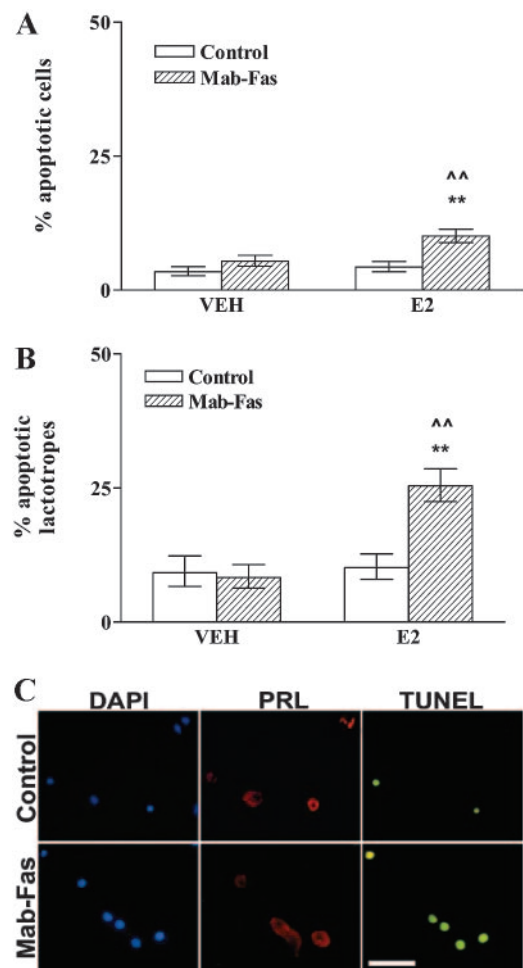 A
50
Control
Mab-Fas
% apoptotic cells
25
^^
**
0
VEH E2
B
50
Control
Mab-Fas
% apoptotic
lactotropes
25
^^
**
0
VEH E2
C
DAPI PRL TUNEL
Control
Mab-Fas